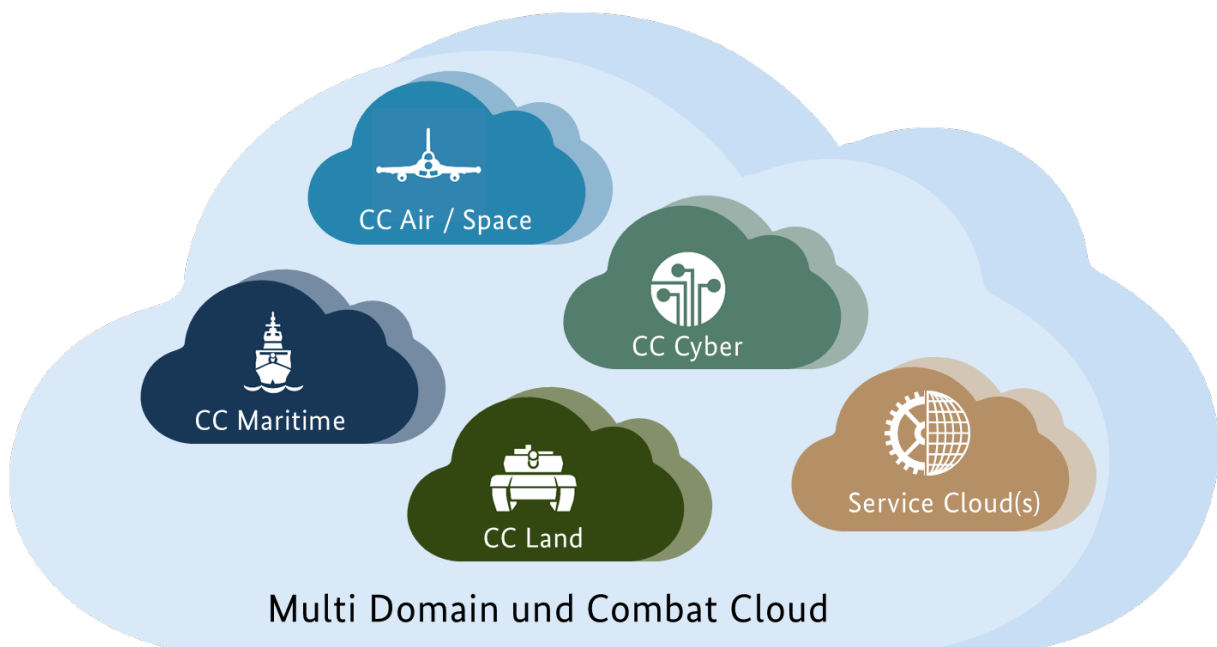 CC Air / Space
CC Cyber
CC Maritime
Service Cloud(s)
CC Land
Multi Domain und Combat Cloud